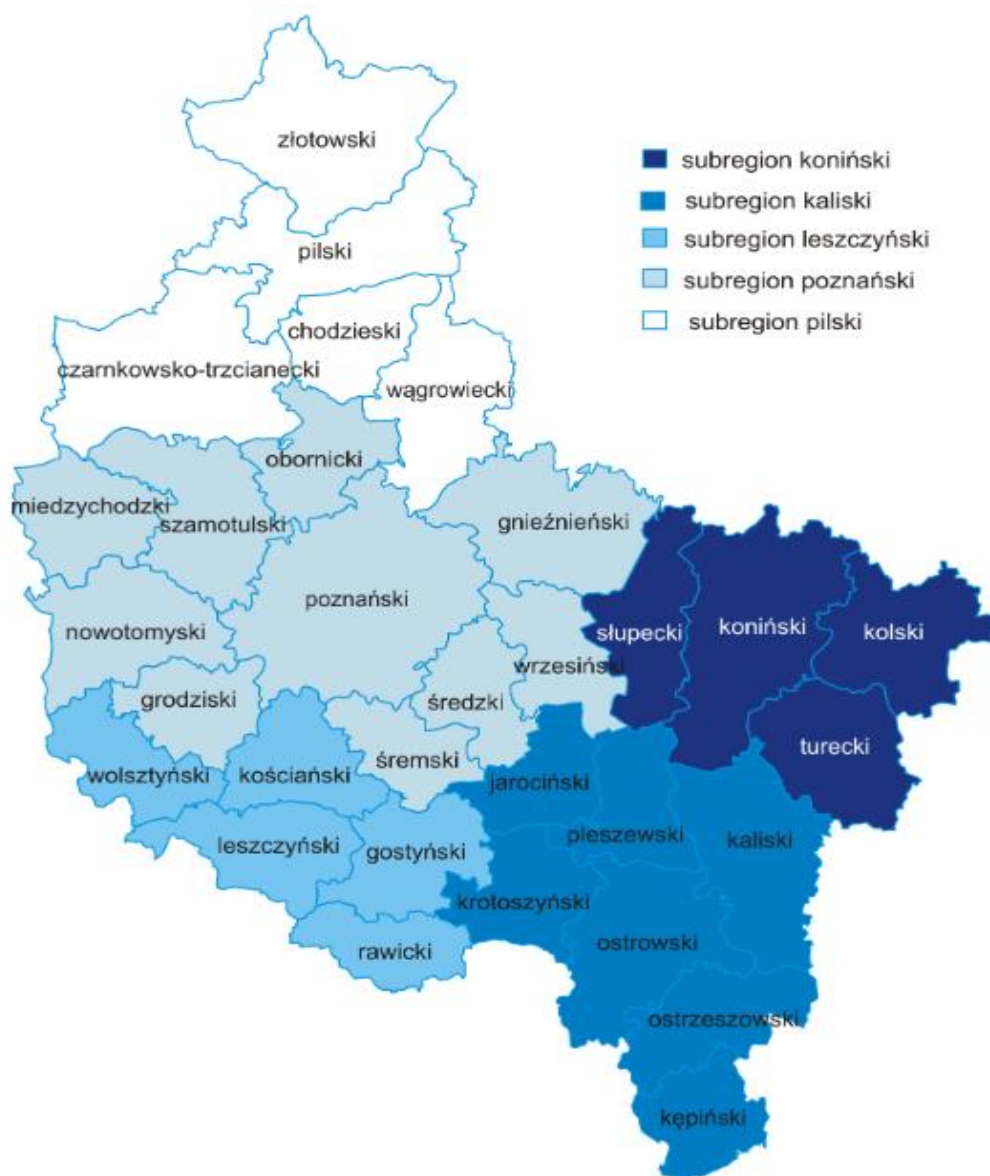 złotowski
subregion koniński
subregion kaliski
subregion leszczyński
subregion poznański
subregion pilski
pilski
chodzieski
czarnkowsko-trzcianecki
wągrowiecki
obornicki
miedzychodzki
szamotulski
gnieźnieński
poznański
nowotomyski
słupecki
koniński
kolski
wrzesiński
grodziski
średzki
śremski
turecki
wolsztyński
kościański
jarociński
pleszewski
kaliski
leszczyński
gostyński
krotoszyński
ostrowski
rawicki
ostrzeszowski
kępiński